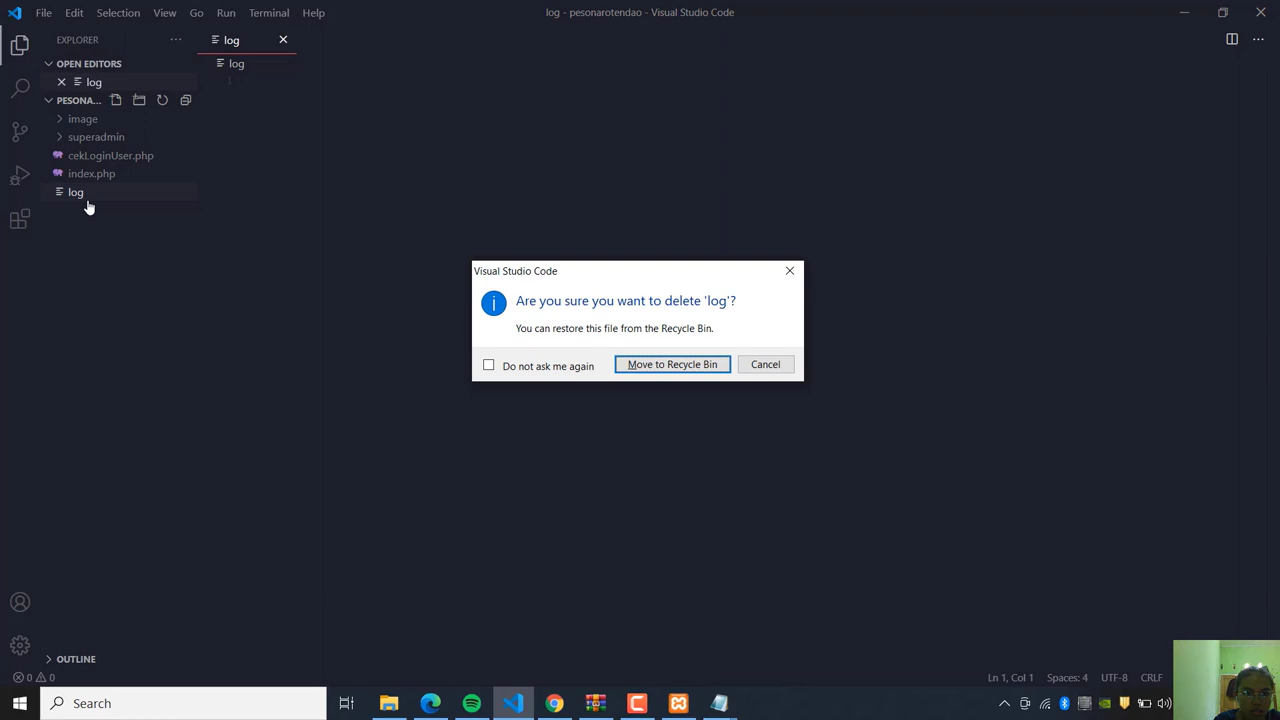 File Edit Selection View Go Run Terminal Help
log - pesonarotendao - Visual Studio Code
EXPLORER
log
OPEN EDITORS
log
log
PESONA...
image
superadmin
cekLoginUser.php
index.php
log
Visual Studio Code
i
Are you sure you want to delete 'log'?
You can restore this file from the Recycle Bin.
Do not ask me again
Move to Recycle Bin
Cancel
OUTLINE
0 0
Ln 1, Col 1
Spaces: 4
UTF-8
CRLF
Search